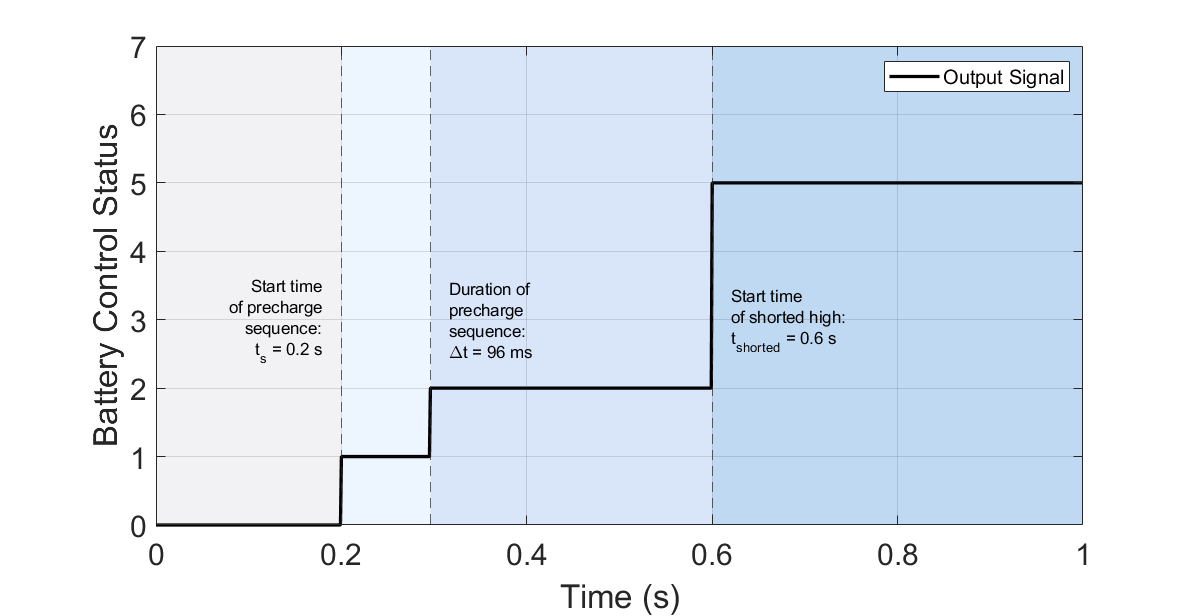 7
6
5
4
3
2
1
0
Battery Control Status
Output Signal
Start time
of precharge
sequence:
ts = 0.2 s
Duration of
precharge
sequence:
Δt = 96 ms
Start time
of shorted high:
tshorted = 0.6 s
0 0.2 0.4 0.6 0.8 1
Time (s)